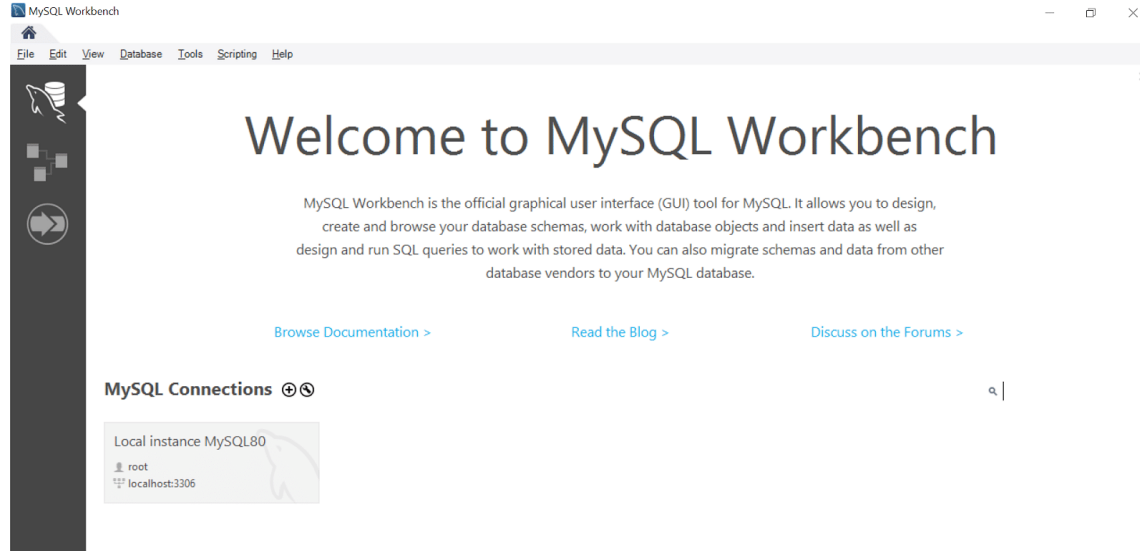 MySQL Workbench
File Edit View Database Tools Scripting Help
Welcome to MySQL Workbench
MySQL Workbench is the official graphical user interface (GUI) tool for MySQL. It allows you to design,
create and browse your database schemas, work with database objects and insert data as well as
design and run SQL queries to work with stored data. You can also migrate schemas and data from other
database vendors to your MySQL database.
Browse Documentation > Read the Blog > Discuss on the Forums >
MySQL Connections
Local instance MySQL80
root
localhost:3306